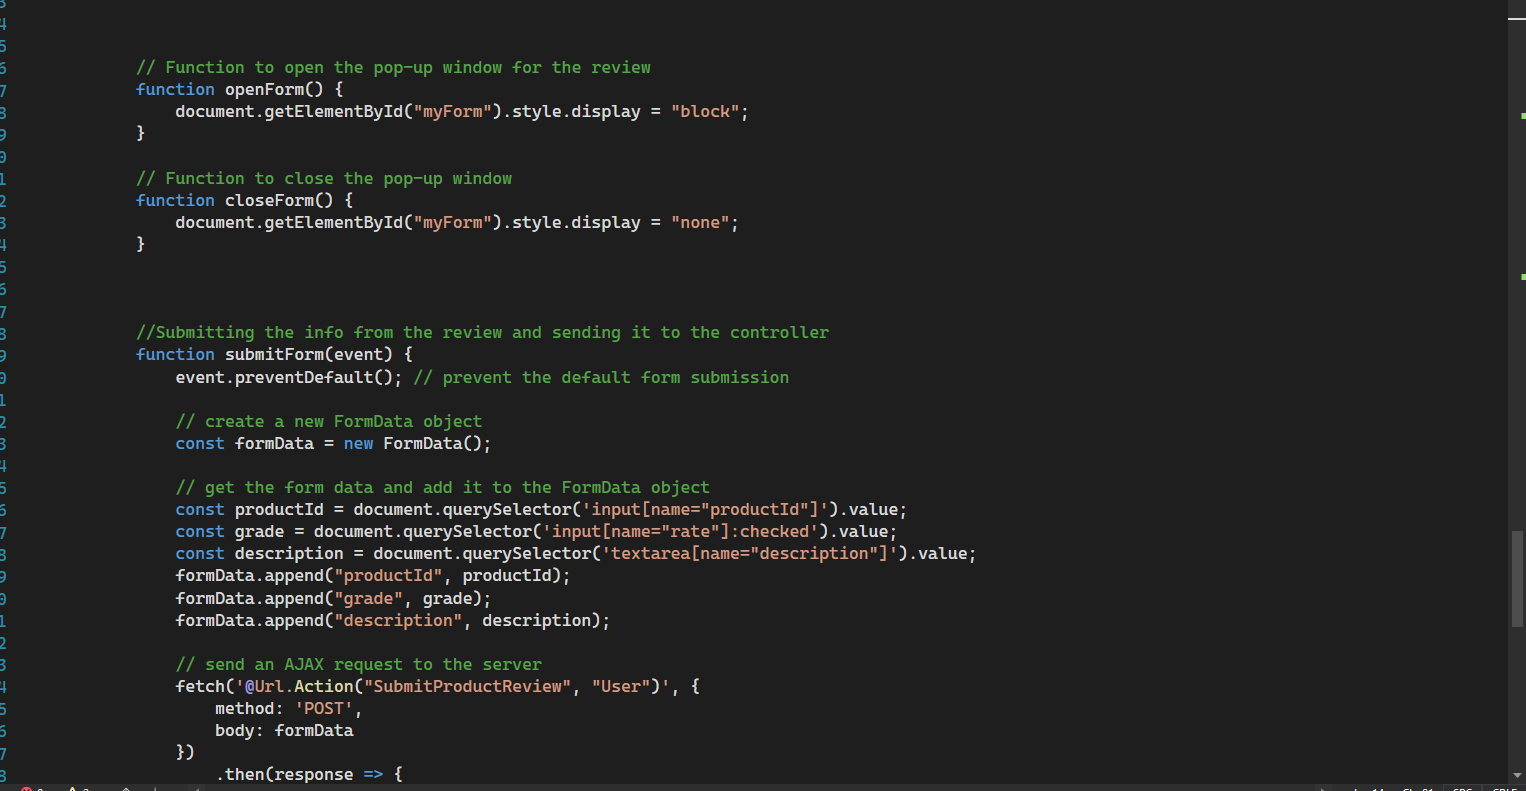 // Function to open the pop-up window for the review
function openForm() {
document.getElementById("myForm").style.display = "block";
}
// Function to close the pop-up window
function closeForm() {
document.getElementById("myForm").style.display = "none";
}
//Submitting the info from the review and sending it to the controller
function submitForm(event) {
event.preventDefault(); // prevent the default form submission
// create a new FormData object
const formData = new FormData();
// get the form data and add it to the FormData object
const productId = document.querySelector('input[name="productId"]').value;
const grade = document.querySelector('input[name="rate"]:checked').value;
const description = document.querySelector('textarea[name="description"]').value;
formData.append("productId", productId);
formData.append("grade", grade);
formData.append("description", description);
// send an AJAX request to the server
fetch('@Url.Action("SubmitProductReview", "User")', {
method: 'POST',
body: formData
})
.then(response => {